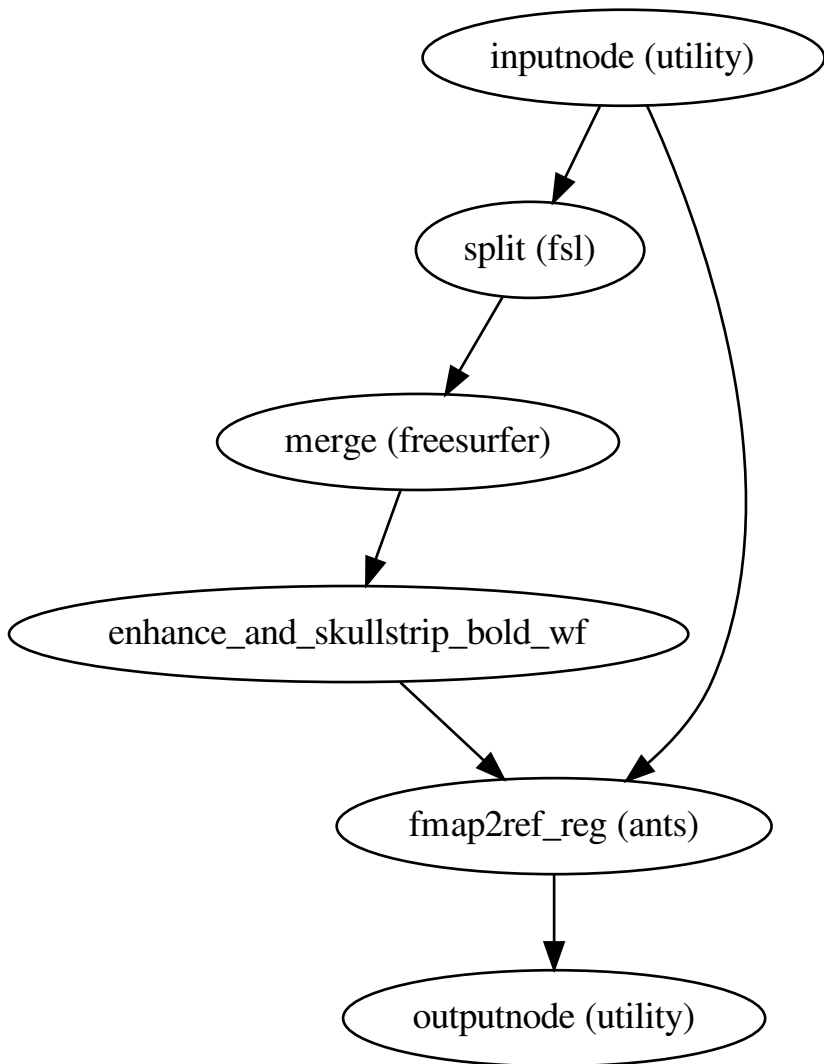 inputnode (utility)
split (fsl)
merge (freesurfer)
enhance_and_skullstrip_bold_wf
fmap2ref_reg (ants)
outputnode (utility)